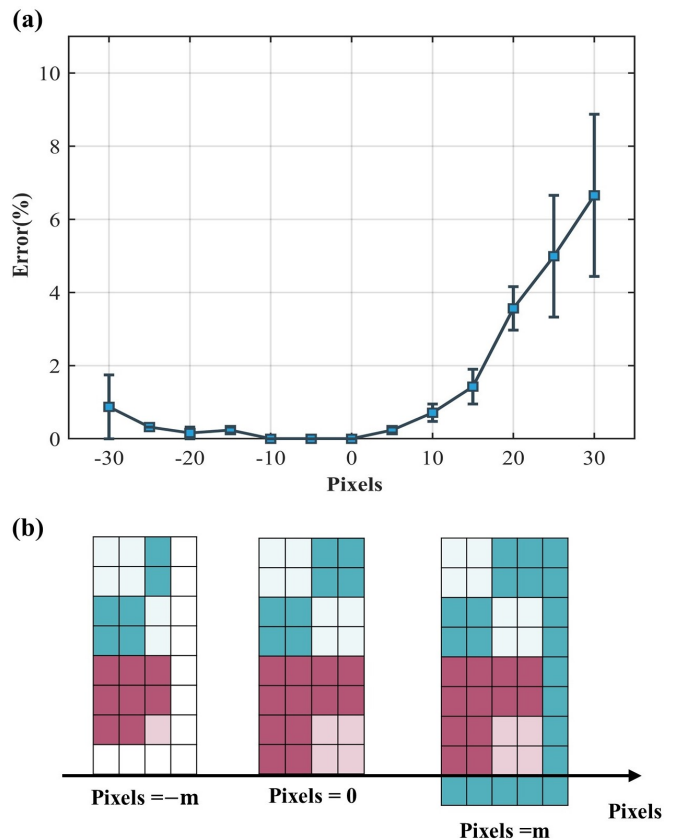 (a)
10
8
6
4
2
0
Error(%)
-30 -20 -10 0 10 20 30
Pixels
(b)
Pixels =−m
Pixels = 0
Pixels =m
Pixels